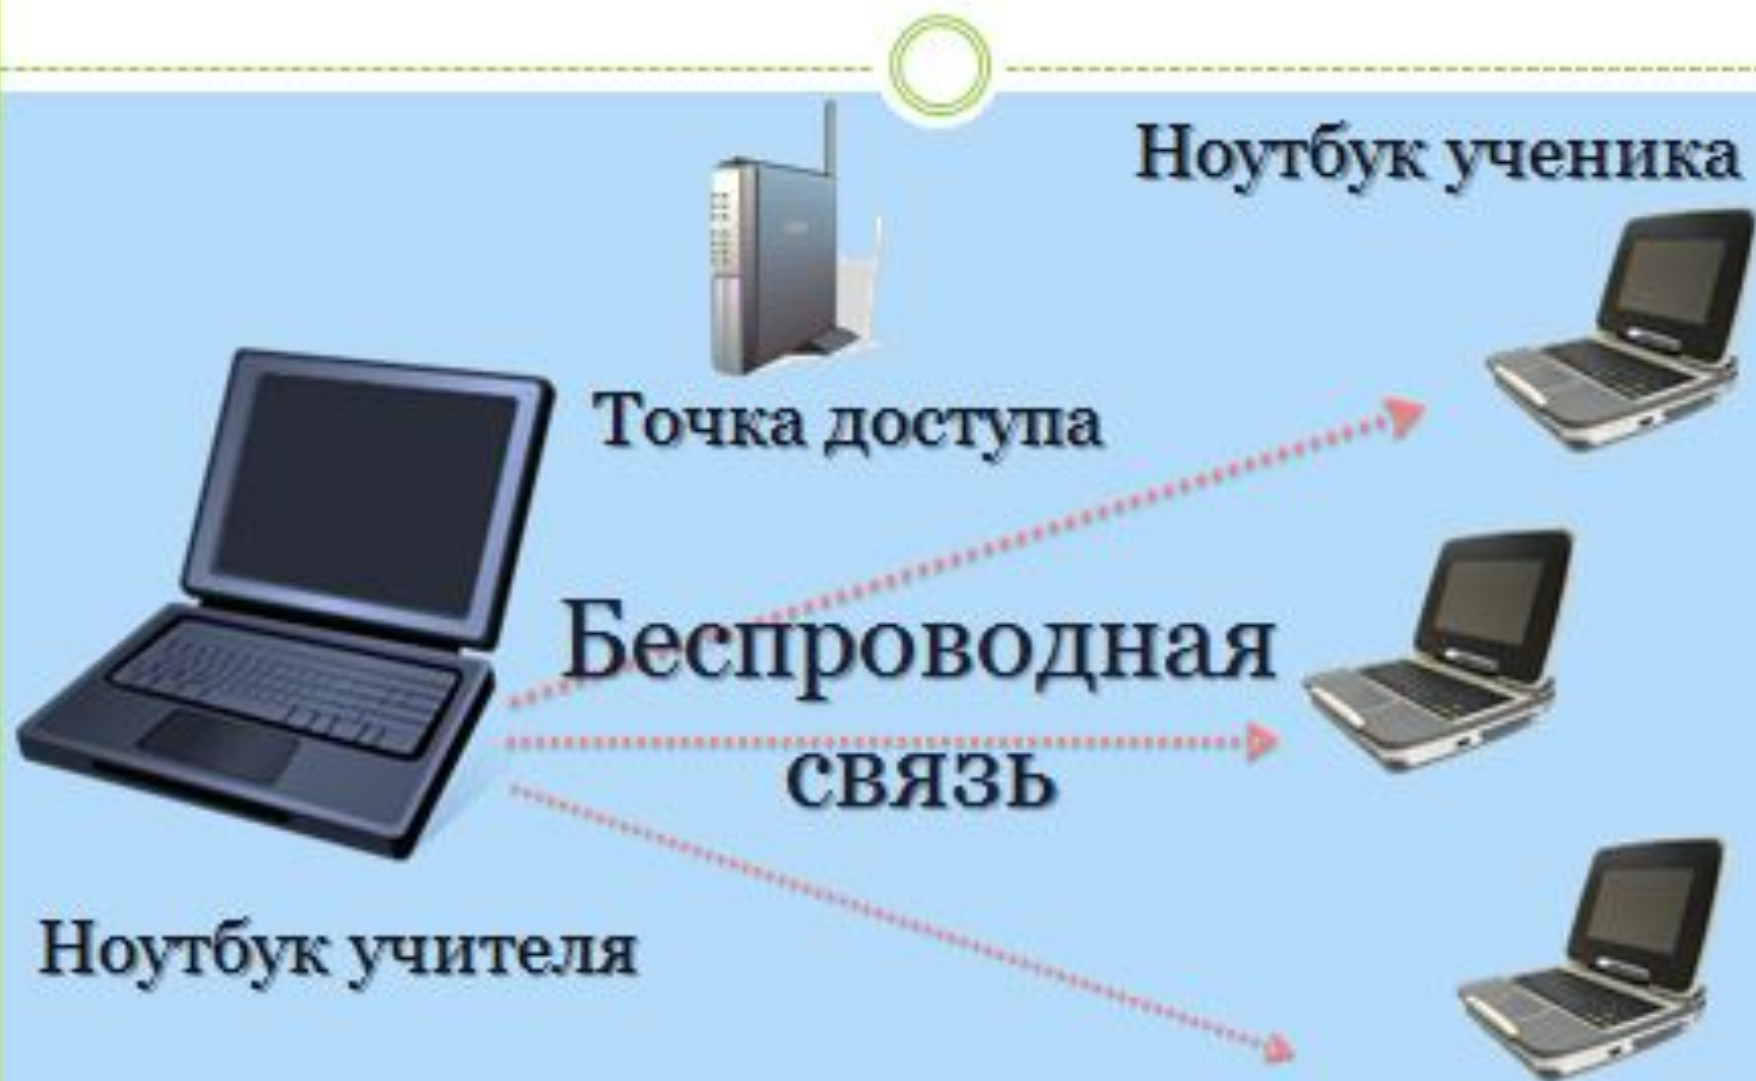 Ноутбук ученика
Точка доступа
Беспроводная
связь
Ноутбук учителя